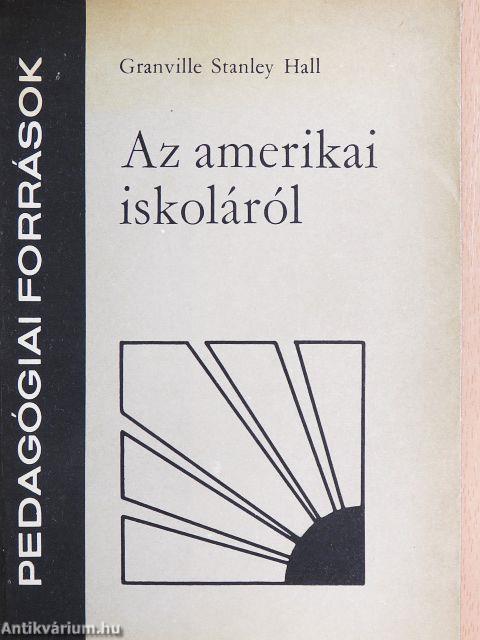 PEDAGÓGIAI FORRÁSOK
Granville Stanley Hall
Az amerikai
iskoláról
Antikvárium.hu